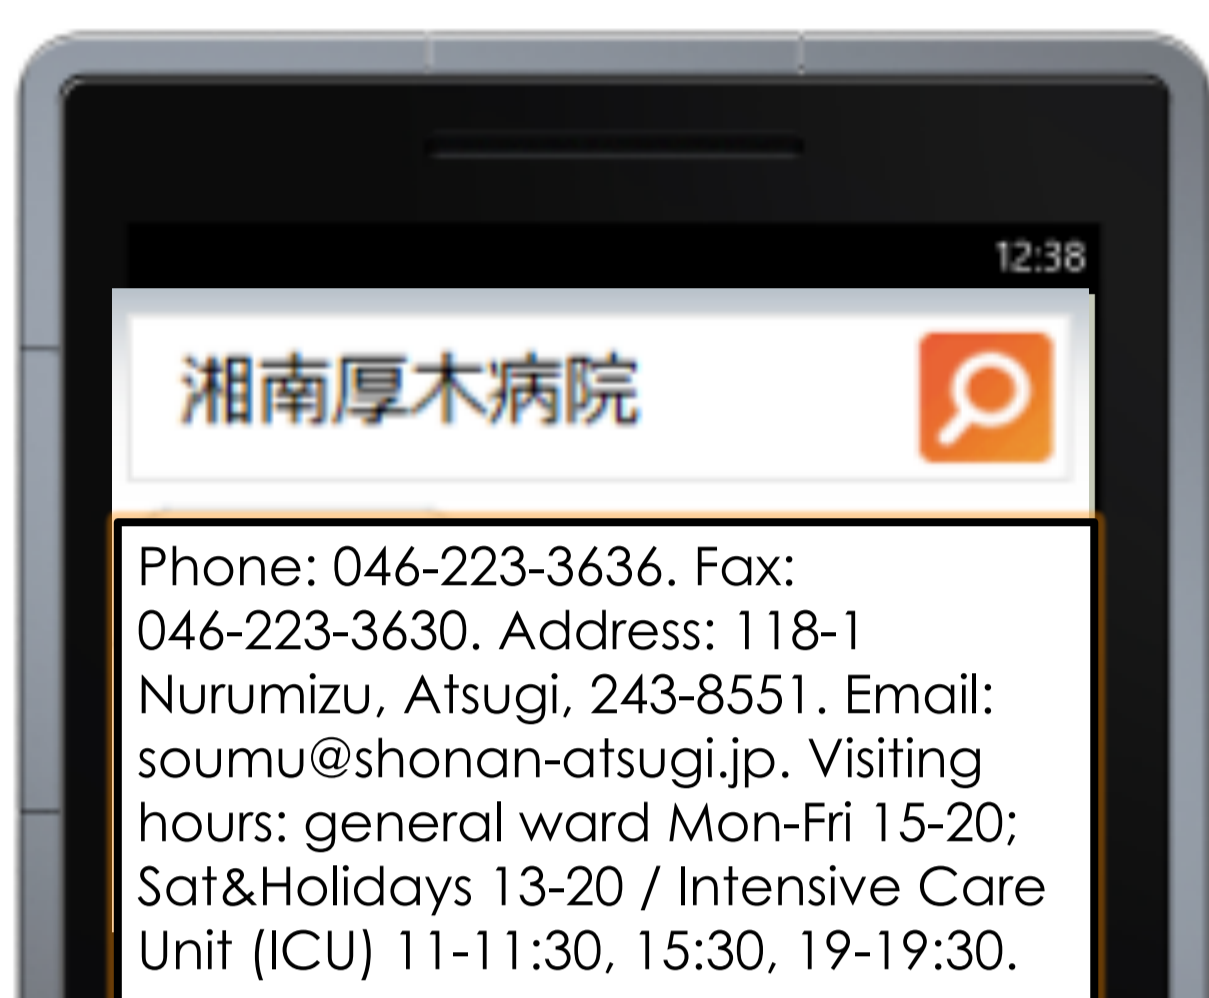 12:38
湘南厚木病院
Phone: 046-223-3636. Fax:
046-223-3630. Address: 118-1
Nurumizu, Atsugi, 243-8551. Email:
soumu@shonan-atsugi.jp. Visiting
hours: general ward Mon-Fri 15-20;
Sat&Holidays 13-20 / Intensive Care
Unit (ICU) 11-11:30, 15:30, 19-19:30.